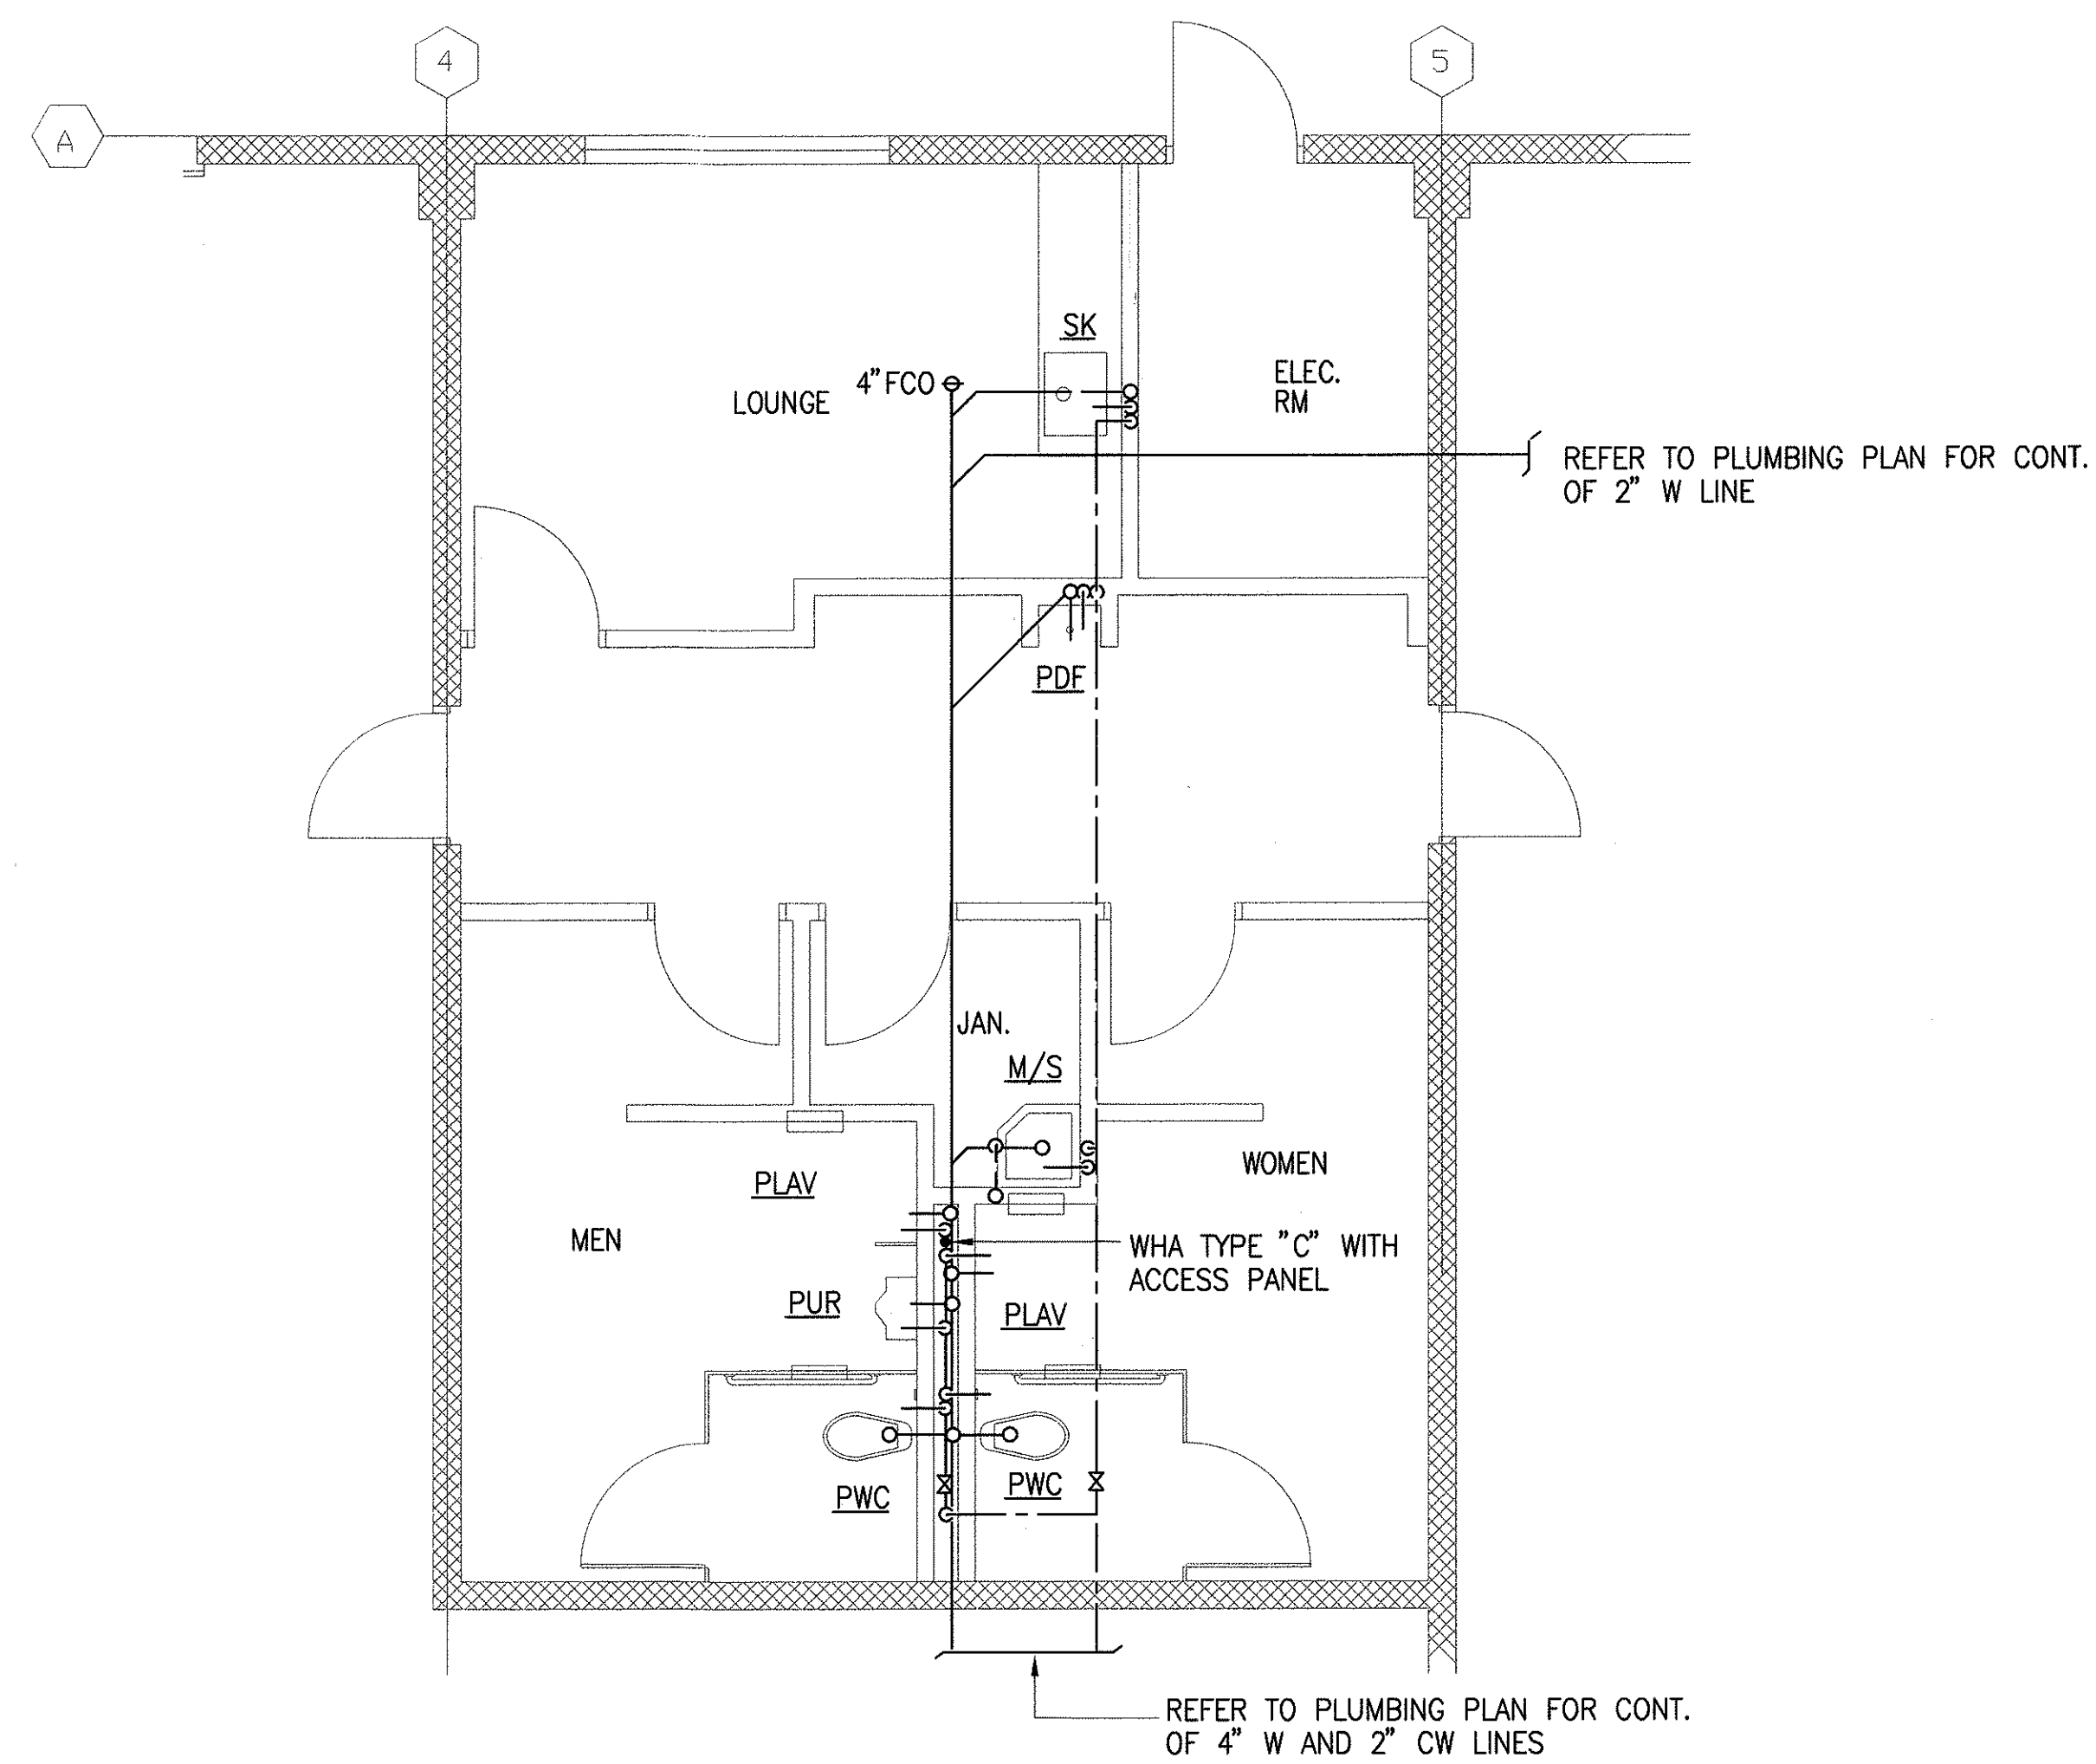 4
5
A
SK
ELEC.
RM
4" FCO
LOUNGE
REFER TO PLUMBING PLAN FOR CONT.
OF 2" W LINE
PDF
JAN.
M/S
WOMEN
PLAV
MEN
WHA TYPE "C" WITH
ACCESS PANEL
PUR
PLAV
PWC
PWC
REFER TO PLUMBING PLAN FOR CONT.
OF 4" W AND 2" CW LINES